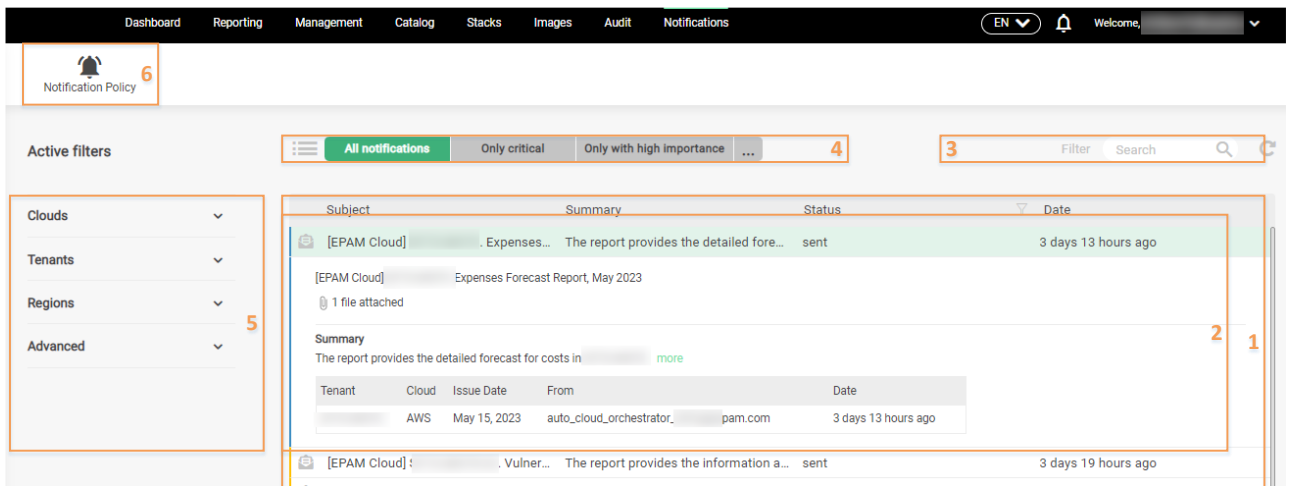 Dashboard Reporting Management Catalog Stacks Images Audit Notifications EN Welcome,
Notification Policy 6
Active filters All notifications Only critical Only with high importance ... 4 3 Filter Search
Clouds
Tenants
Regions
Advanced
5
Subject Summary Status Date
[EPAM Cloud] . Expenses... The report provides the detailed fore... sent 3 days 13 hours ago
[EPAM Cloud] Expenses Forecast Report, May 2023
1 file attached
Summary 2 1
The report provides the detailed forecast for costs in more
Tenant Cloud Issue Date From Date
AWS May 15, 2023 auto_cloud_orchestrator_ pam.com 3 days 13 hours ago
[EPAM Cloud] . Vulner... The report provides the information a... sent 3 days 19 hours ago